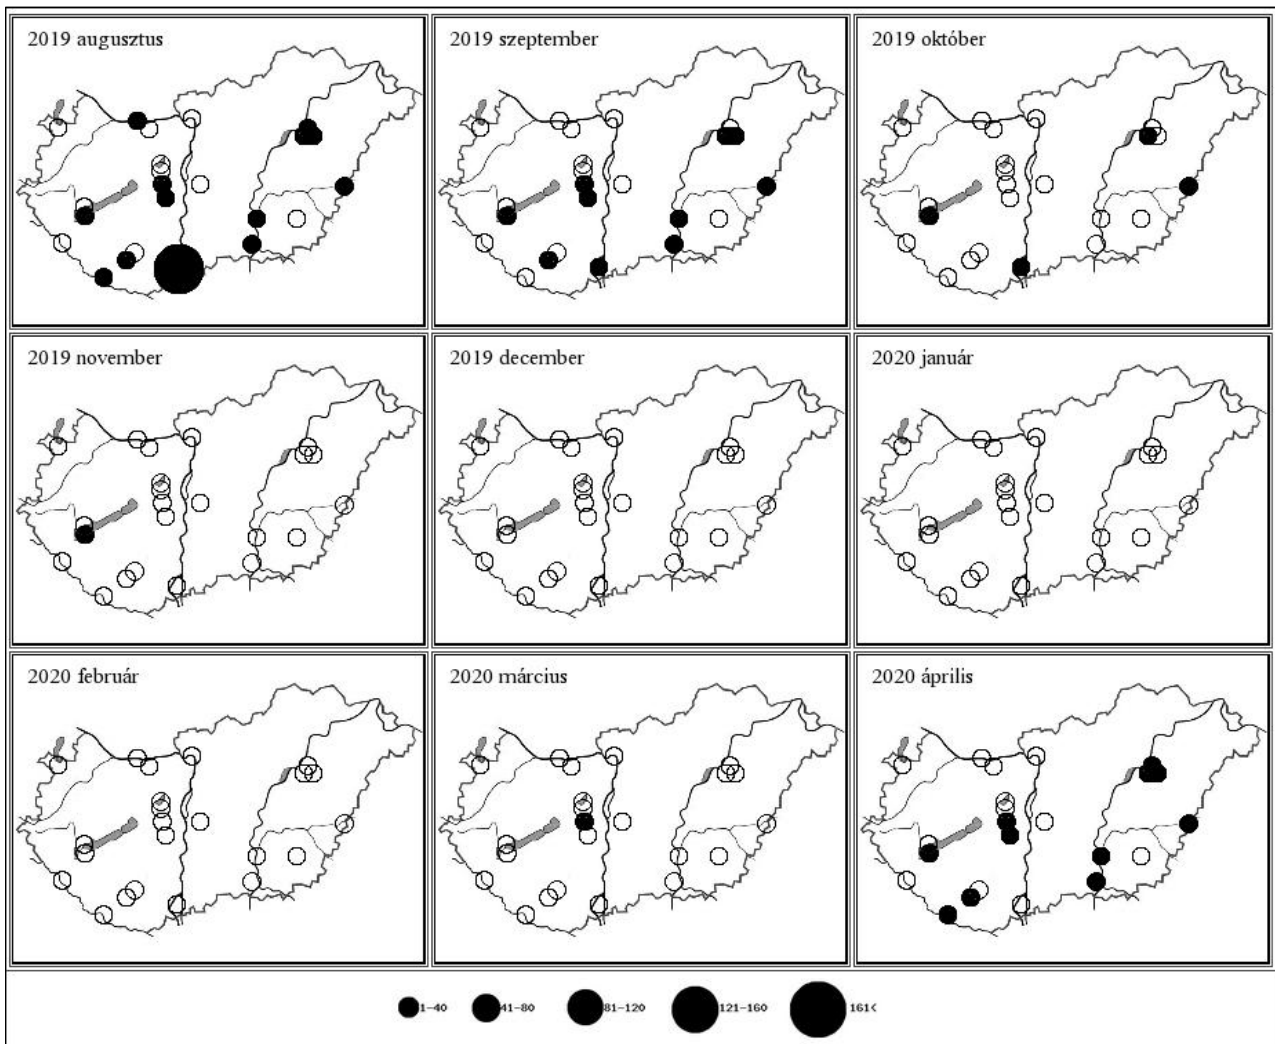 2019 augusztus
2019 szeptember
2019 október
2019 november
2019 december
2020 január
2020 február
2020 március
2020 április
1-40 41-80 81-120 121-160 161<